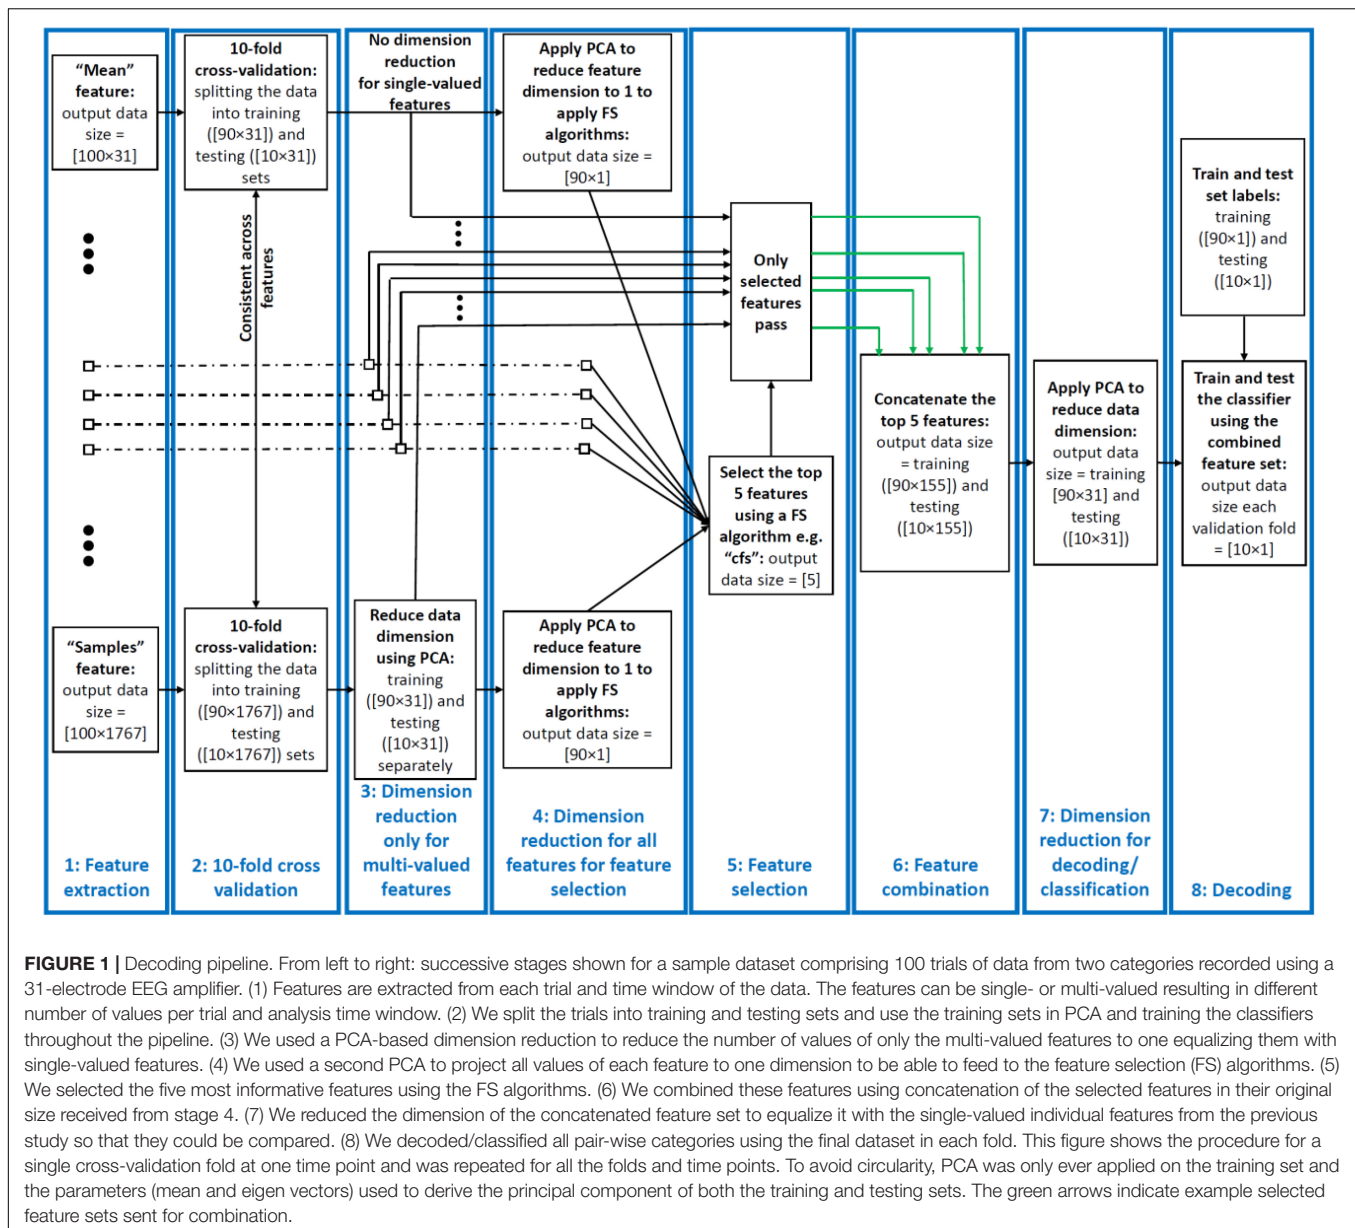 “Mean”
feature:
output data
size =
[100×31]
10-fold
cross-validation:
splitting the data
into training
([90×31]) and
testing ([10×31])
sets
No dimension
reduction
for single-valued
features
Apply PCA to
reduce feature
dimension to 1 to
apply FS
algorithms:
output data size =
[90×1]
Consistent across
features
Only
selected
features
pass
Train and test
set labels:
training
([90×1]) and
testing
([10×1])
“Samples”
feature:
output data
size =
[100×1767]
10-fold
cross-validation:
splitting the data
into training
([90×1767]) and
testing
([10×1767]) sets
Reduce data
dimension
using PCA:
training
([90×31]) and
testing
([10×31])
separately
Apply PCA to
reduce feature
dimension to 1 to
apply FS
algorithms:
output data size =
[90×1]
Select the top
5 features
using a FS
algorithm e.g.
“cfs”: output
data size = [5]
Concatenate the
top 5 features:
output data size
= training
([90×155]) and
testing
([10×155])
Apply PCA to
reduce data
dimension:
output data
size = training
[90×31] and
testing
([10×31])
Train and test
the classifier
using the
combined
feature set:
output data
size each
validation fold
= [10×1]
1: Feature
extraction
2: 10-fold cross
validation
3: Dimension
reduction
only for
multi-valued
features
4: Dimension
reduction for all
features for feature
selection
5: Feature
selection
6: Feature
combination
7: Dimension
reduction for
decoding/
classification
8: Decoding
FIGURE 1 | Decoding pipeline. From left to right: successive stages shown for a sample dataset comprising 100 trials of data from two categories recorded using a
31-electrode EEG amplifier. (1) Features are extracted from each trial and time window of the data. The features can be single- or multi-valued resulting in different
number of values per trial and analysis time window. (2) We split the trials into training and testing sets and use the training sets in PCA and training the classifiers
throughout the pipeline. (3) We used a PCA-based dimension reduction to reduce the number of values of only the multi-valued features to one equalizing them with
single-valued features. (4) We used a second PCA to project all values of each feature to one dimension to be able to feed to the feature selection (FS) algorithms. (5)
We selected the five most informative features using the FS algorithms. (6) We combined these features using concatenation of the selected features in their original
size received from stage 4. (7) We reduced the dimension of the concatenated feature set to equalize it with the single-valued individual features from the previous
study so that they could be compared. (8) We decoded/classified all pair-wise categories using the final dataset in each fold. This figure shows the procedure for a
single cross-validation fold at one time point and was repeated for all the folds and time points. To avoid circularity, PCA was only ever applied on the training set and
the parameters (mean and eigen vectors) used to derive the principal component of both the training and testing sets. The green arrows indicate example selected
feature sets sent for combination.